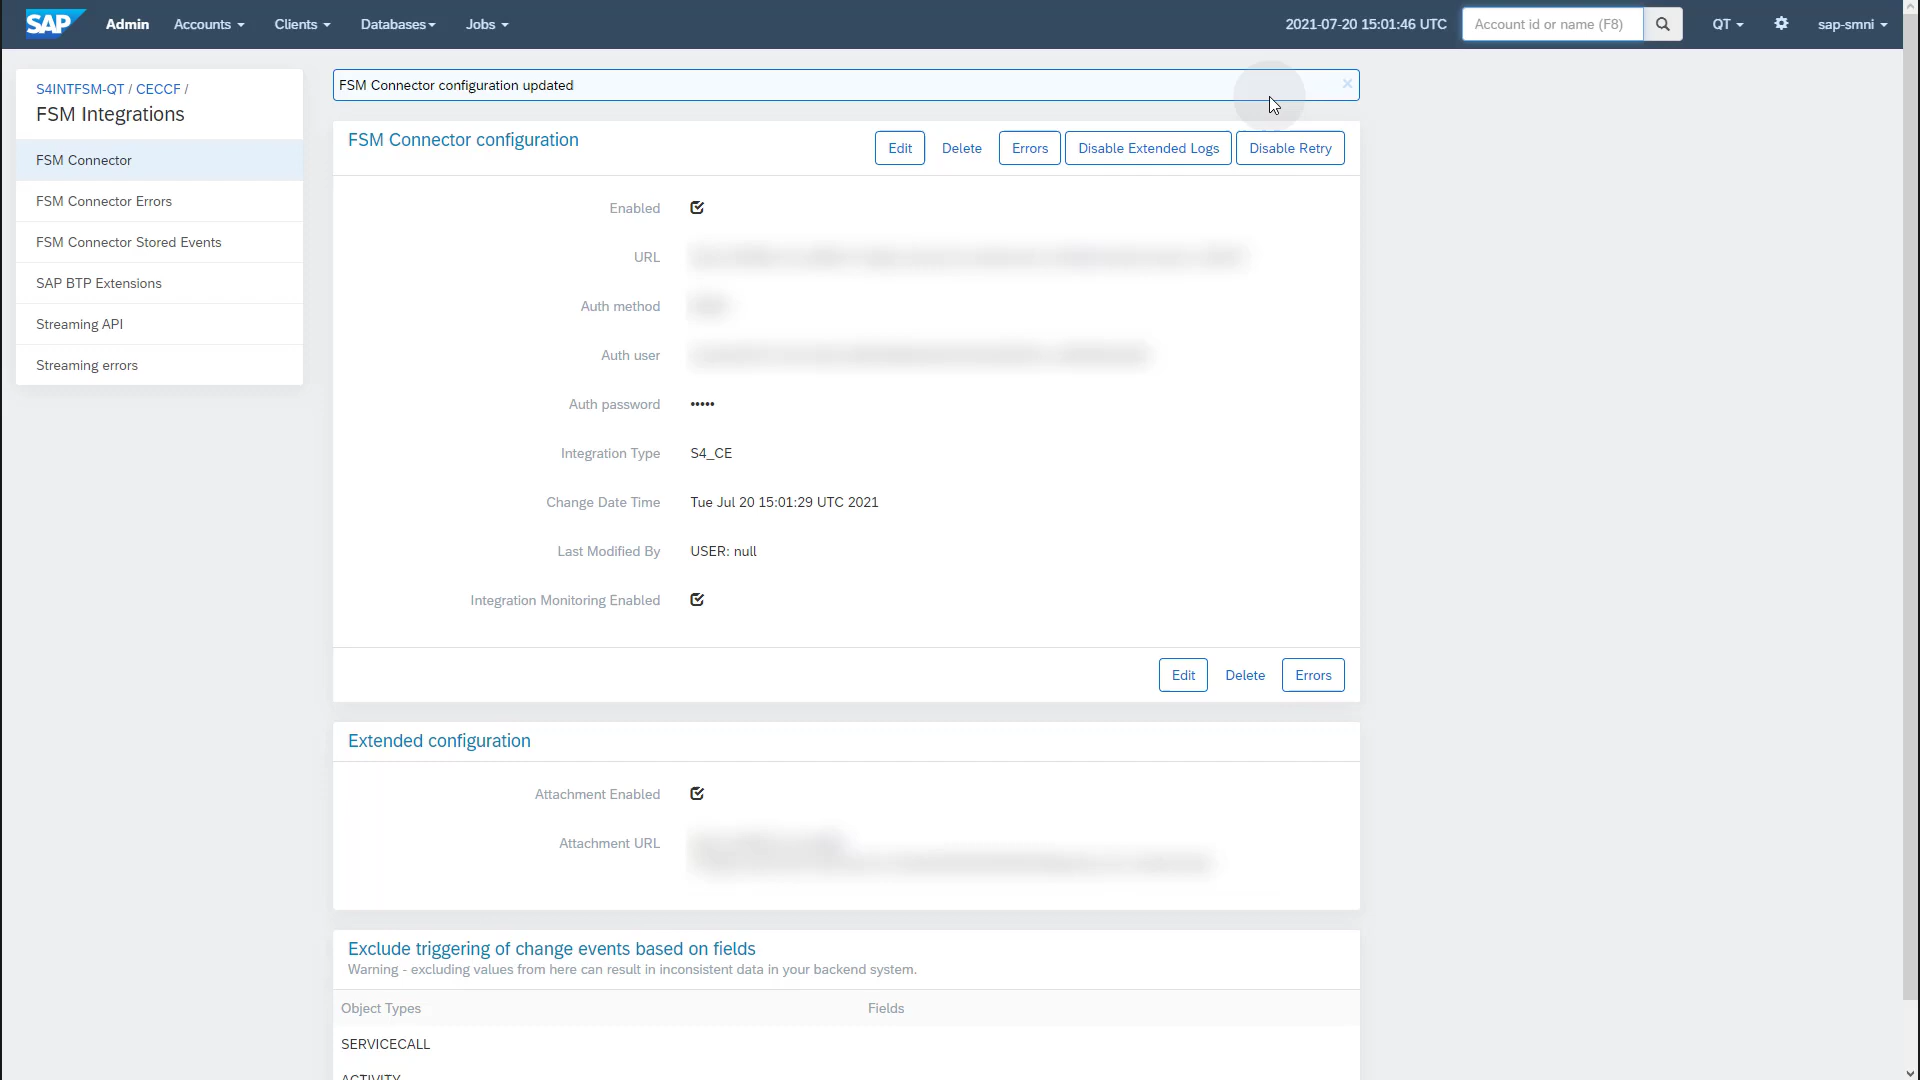 SAP Admin Accounts Clients Databases Jobs 2021-07-20 15:01:46 UTC Account id or name (F8) QT sap-smni
S4INTFSM-QT / CECCF /
FSM Integrations
FSM Connector
FSM Connector Errors
FSM Connector Stored Events
SAP BTP Extensions
Streaming API
Streaming errors
FSM Connector configuration updated ×
FSM Connector configuration Edit Delete Errors Disable Extended Logs Disable Retry
Enabled
URL
Auth method
Auth user
Auth password •••••
Integration Type S4_CE
Change Date Time Tue Jul 20 15:01:29 UTC 2021
Last Modified By USER: null
Integration Monitoring Enabled
Edit Delete Errors
Extended configuration
Attachment Enabled
Attachment URL
Exclude triggering of change events based on fields
Warning - excluding values from here can result in inconsistent data in your backend system.
Object Types Fields
SERVICECALL
ACTIVITY